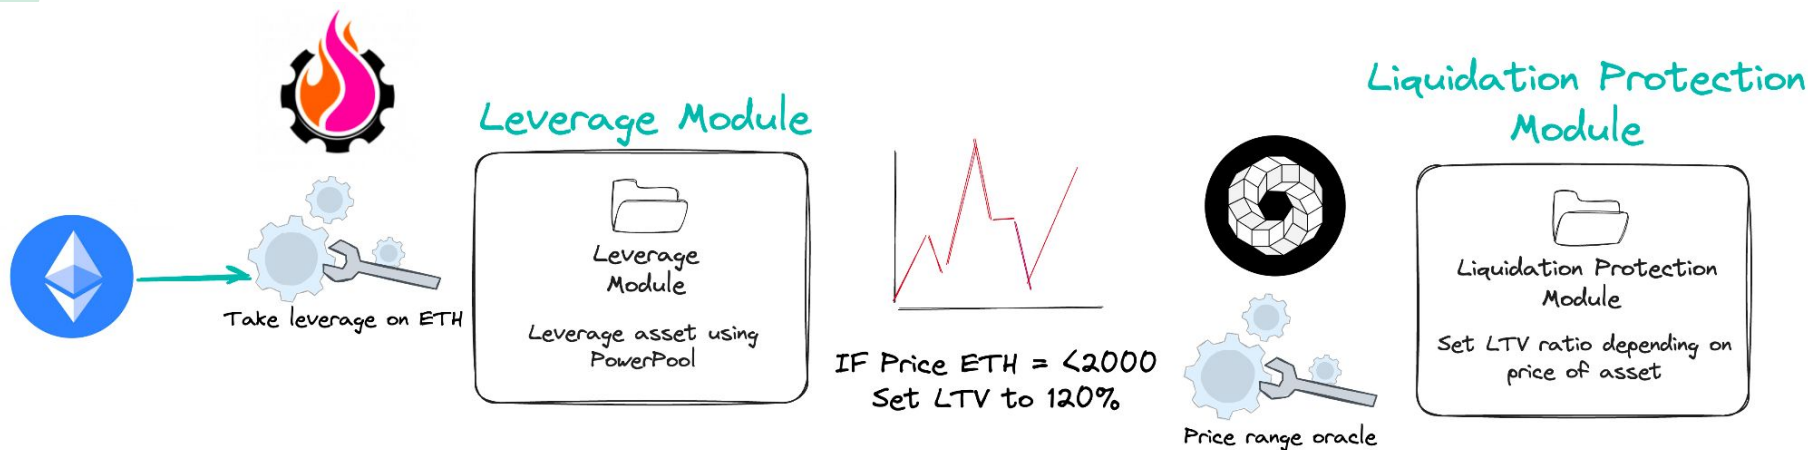 Leverage Module
Take leverage on ETH
Leverage
Module
Leverage asset using
PowerPool
IF Price ETH = <2000
Set LTV to 120%
Price range oracle
Liquidation Protection
Module
Liquidation Protection
Module
Set LTV ratio depending on
price of asset